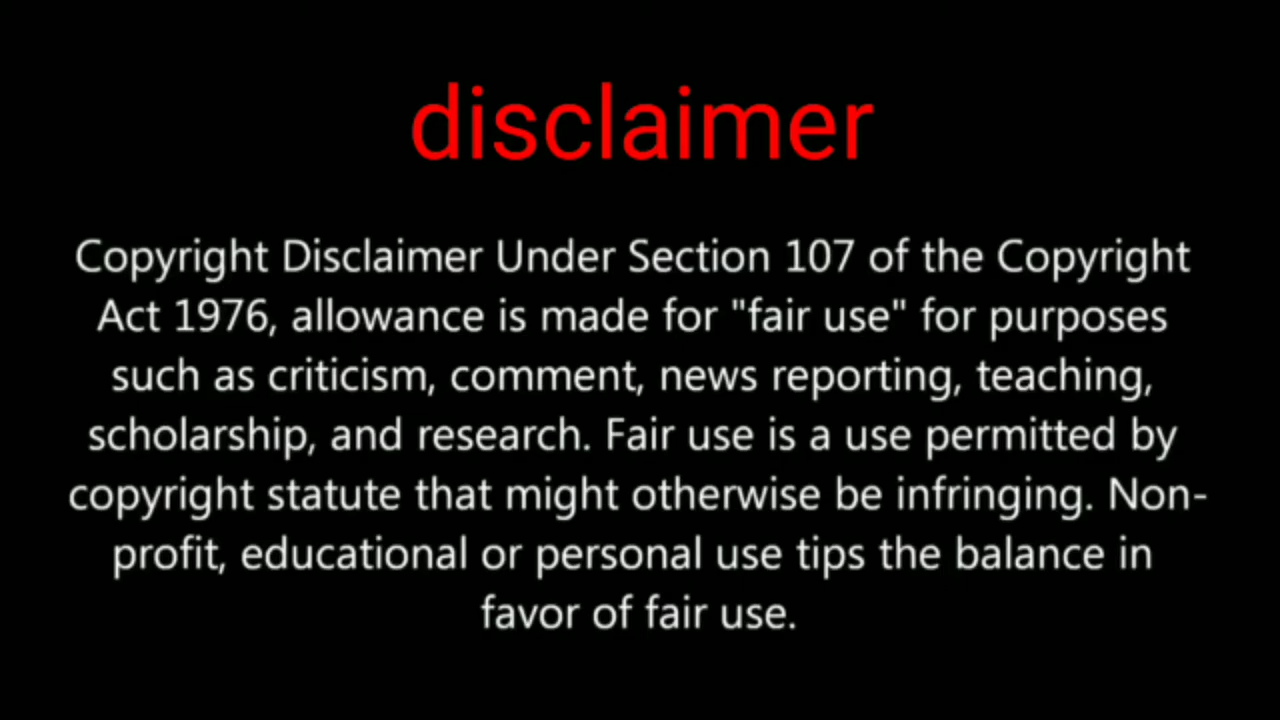 disclaimer
Copyright Disclaimer Under Section 107 of the Copyright
Act 1976, allowance is made for "fair use" for purposes
such as criticism, comment, news reporting, teaching,
scholarship, and research. Fair use is a use permitted by
copyright statute that might otherwise be infringing. Non-
profit, educational or personal use tips the balance in
favor of fair use.